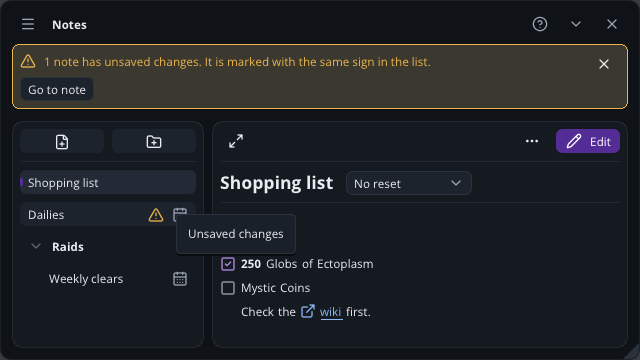 Notes
1 note has unsaved changes. It is marked with the same sign in the list.
Go to note
Edit
Shopping list
Shopping list
No reset
Dailies
Unsaved changes
Raids
250 Globs of Ectoplasm
Weekly clears
Mystic Coins
Check the wiki first.